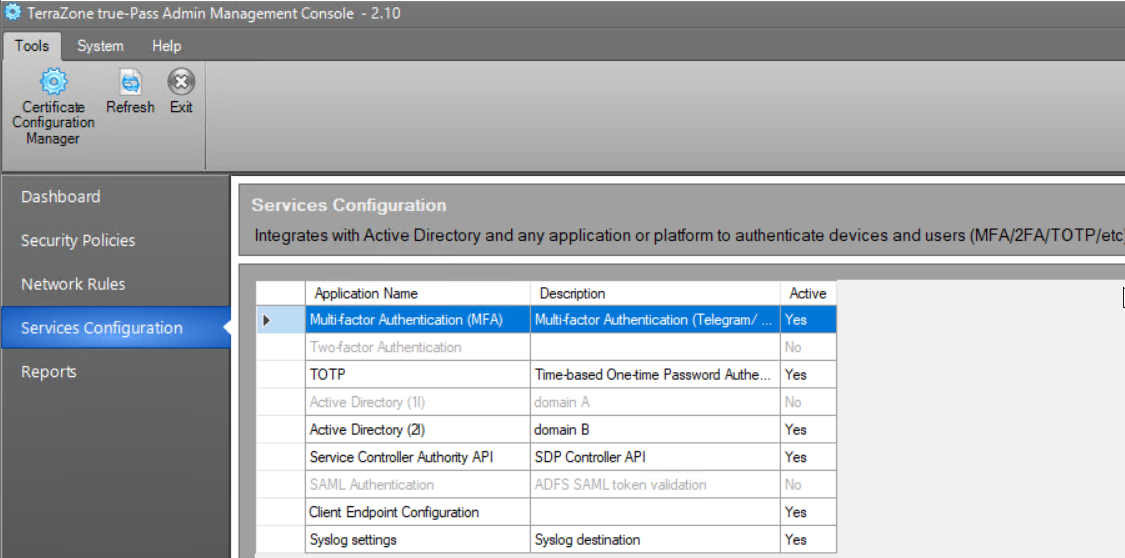 TerraZone true-Pass Admin Management Console - 2.10
Tools System Help
Certificate Configuration Manager
Refresh
Exit
Dashboard
Security Policies
Network Rules
Services Configuration
Reports
Services Configuration
Integrates with Active Directory and any application or platform to authenticate devices and users (MFA/2FA/TOTP/etc)
Application Name Description Active
Multi-factor Authentication (MFA) Multi-factor Authentication (Telegram/ ... Yes
Two-factor Authentication No
TOTP Time-based One-time Password Authe... Yes
Active Directory (1l) domain A No
Active Directory (2l) domain B Yes
Service Controller Authority API SDP Controller API Yes
SAML Authentication ADFS SAML token validation No
Client Endpoint Configuration Yes
Syslog settings Syslog destination Yes